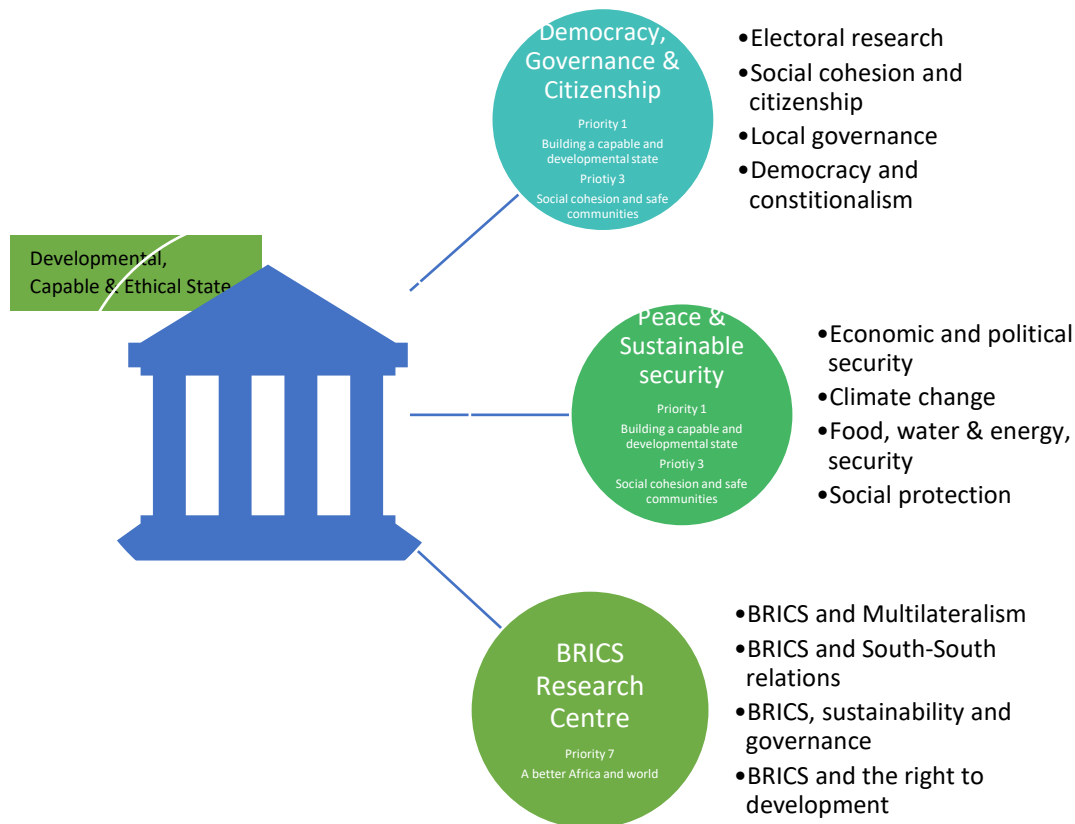 Democracy,
Governance &
Citizenship
Priority 1
Building a capable and
developmental state
Priotiy 3
Social cohesion and safe
communities
•Electoral research
•Social cohesion and
citizenship
•Local governance
•Democracy and
constitionalism
Developmental,
Capable & Ethical State
Peace &
Sustainable
security
Priority 1
Building a capable and
developmental state
Priotiy 3
Social cohesion and safe
communities
•Economic and political
security
•Climate change
•Food, water & energy,
security
•Social protection
BRICS
Research
Centre
Priority 7
A better Africa and world
•BRICS and Multilateralism
•BRICS and South-South
relations
•BRICS, sustainability and
governance
•BRICS and the right to
development